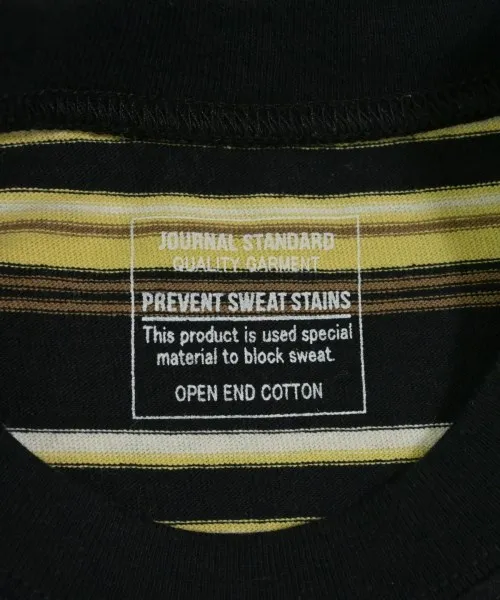 JOURNAL STANDARD
QUALITY GARMENT
PREVENT SWEAT STAINS
This product is used special
material to block sweat.
OPEN END COTTON